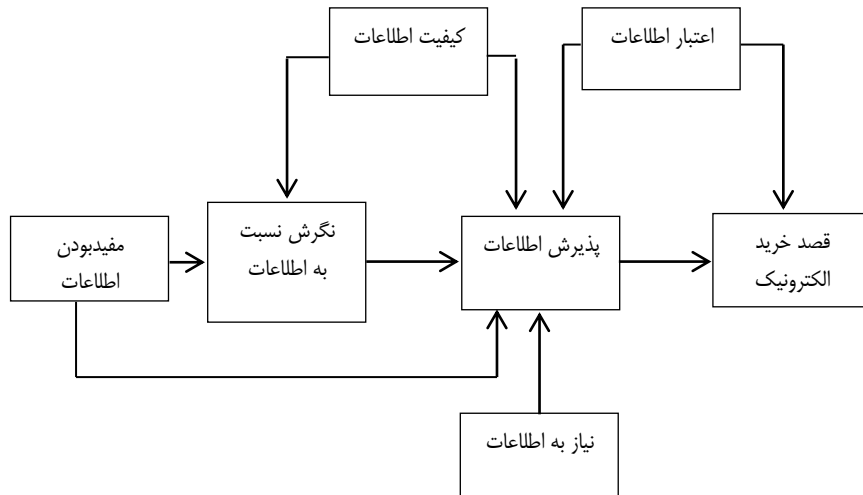 کیفیت اطلاعات
اعتبار اطلاعات
قصد خرید
الکترونیک
پذیرش اطلاعات
نگرش نسبت
به اطلاعات
مفیدبودن
اطلاعات
نیاز به اطلاعات